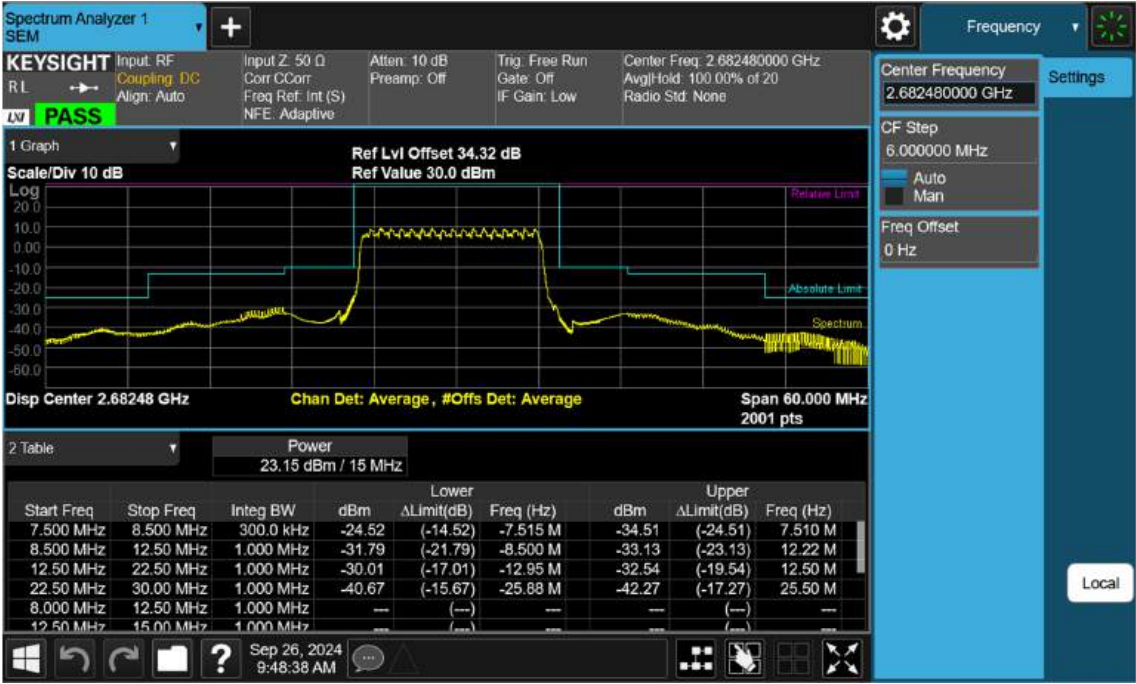 Spectrum Analyzer 1
SEM
Frequency
KEYSIGHT
R L
LXI PASS
Input: RF
Coupling: DC
Align: Auto
Input Z: 50 Ω
Corr CCorr
Freq Ref: Int (S)
NFE: Adaptive
Atten: 10 dB
Preamp: Off
Trig: Free Run
Gate: Off
IF Gain: Low
Center Freq: 2.682480000 GHz
Avg|Hold: 100.00% of 20
Radio Std: None
Center Frequency
2.682480000 GHz
Settings
CF Step
6.000000 MHz
Auto
Man
Freq Offset
0 Hz
1 Graph
Ref Lvl Offset 34.32 dB
Scale/Div 10 dB
Ref Value 30.0 dBm
Log
Relative Limit
20.0
10.0
0.00
-10.0
-20.0
Absolute Limit
-30.0
Spectrum
-40.0
-50.0
-60.0
Disp Center 2.68248 GHz
Chan Det: Average, #Offs Det: Average
Span 60.000 MHz
2001 pts
2 Table
Power
23.15 dBm / 15 MHz
Lower Upper
Start Freq Stop Freq Integ BW dBm ΔLimit(dB) Freq (Hz) dBm ΔLimit(dB) Freq (Hz)
7.500 MHz 8.500 MHz 300.0 kHz -24.52 (-14.52) -7.515 M -34.51 (-24.51) 7.510 M
8.500 MHz 12.50 MHz 1.000 MHz -31.79 (-21.79) -8.500 M -33.13 (-23.13) 12.22 M
12.50 MHz 22.50 MHz 1.000 MHz -30.01 (-17.01) -12.95 M -32.54 (-19.54) 12.50 M
22.50 MHz 30.00 MHz 1.000 MHz -40.67 (-15.67) -25.88 M -42.27 (-17.27) 25.50 M
8.000 MHz 12.50 MHz 1.000 MHz --- (---) --- --- (---) ---
12.50 MHz 15.00 MHz 1.000 MHz --- (---) --- --- (---) ---
Local
Sep 26, 2024
9:48:38 AM